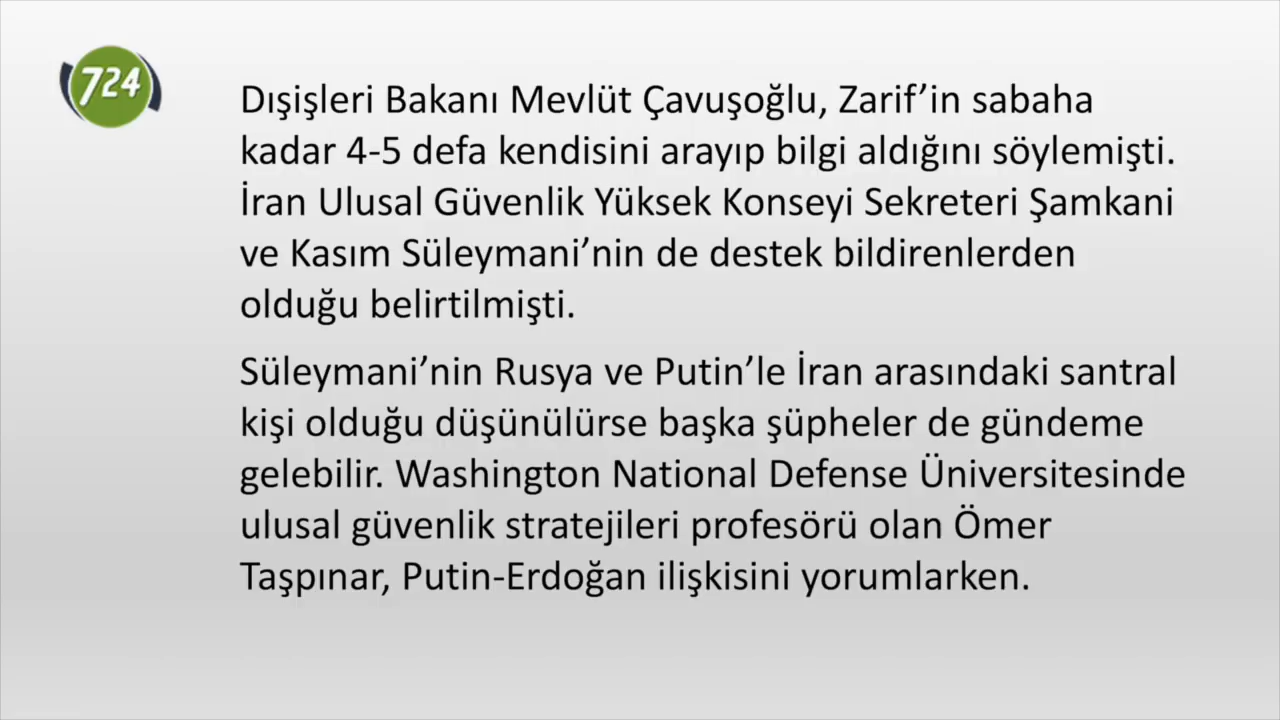 724
Dışişleri Bakanı Mevlüt Çavuşoğlu, Zarif’in sabaha
kadar 4-5 defa kendisini arayıp bilgi aldığını söylemişti.
İran Ulusal Güvenlik Yüksek Konseyi Sekreteri Şamkani
ve Kasım Süleymani’nin de destek bildirenlerden
olduğu belirtilmişti.
Süleymani’nin Rusya ve Putin’le İran arasındaki santral
kişi olduğu düşünülürse başka şüpheler de gündeme
gelebilir. Washington National Defense Üniversitesinde
ulusal güvenlik stratejileri profesörü olan Ömer
Taşpınar, Putin-Erdoğan ilişkisini yorumlarken.